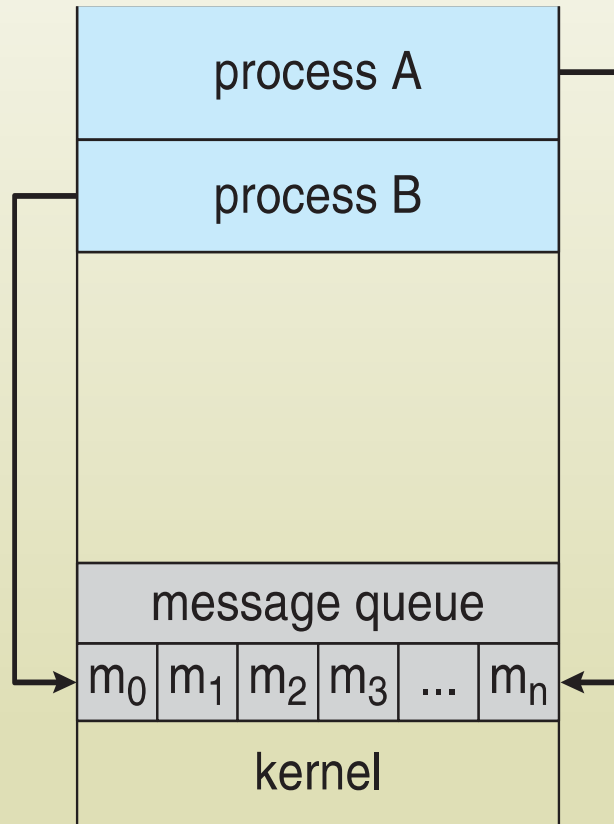 process A
process B
message queue
m₀ m₁ m₂ m₃ ... mₙ
kernel